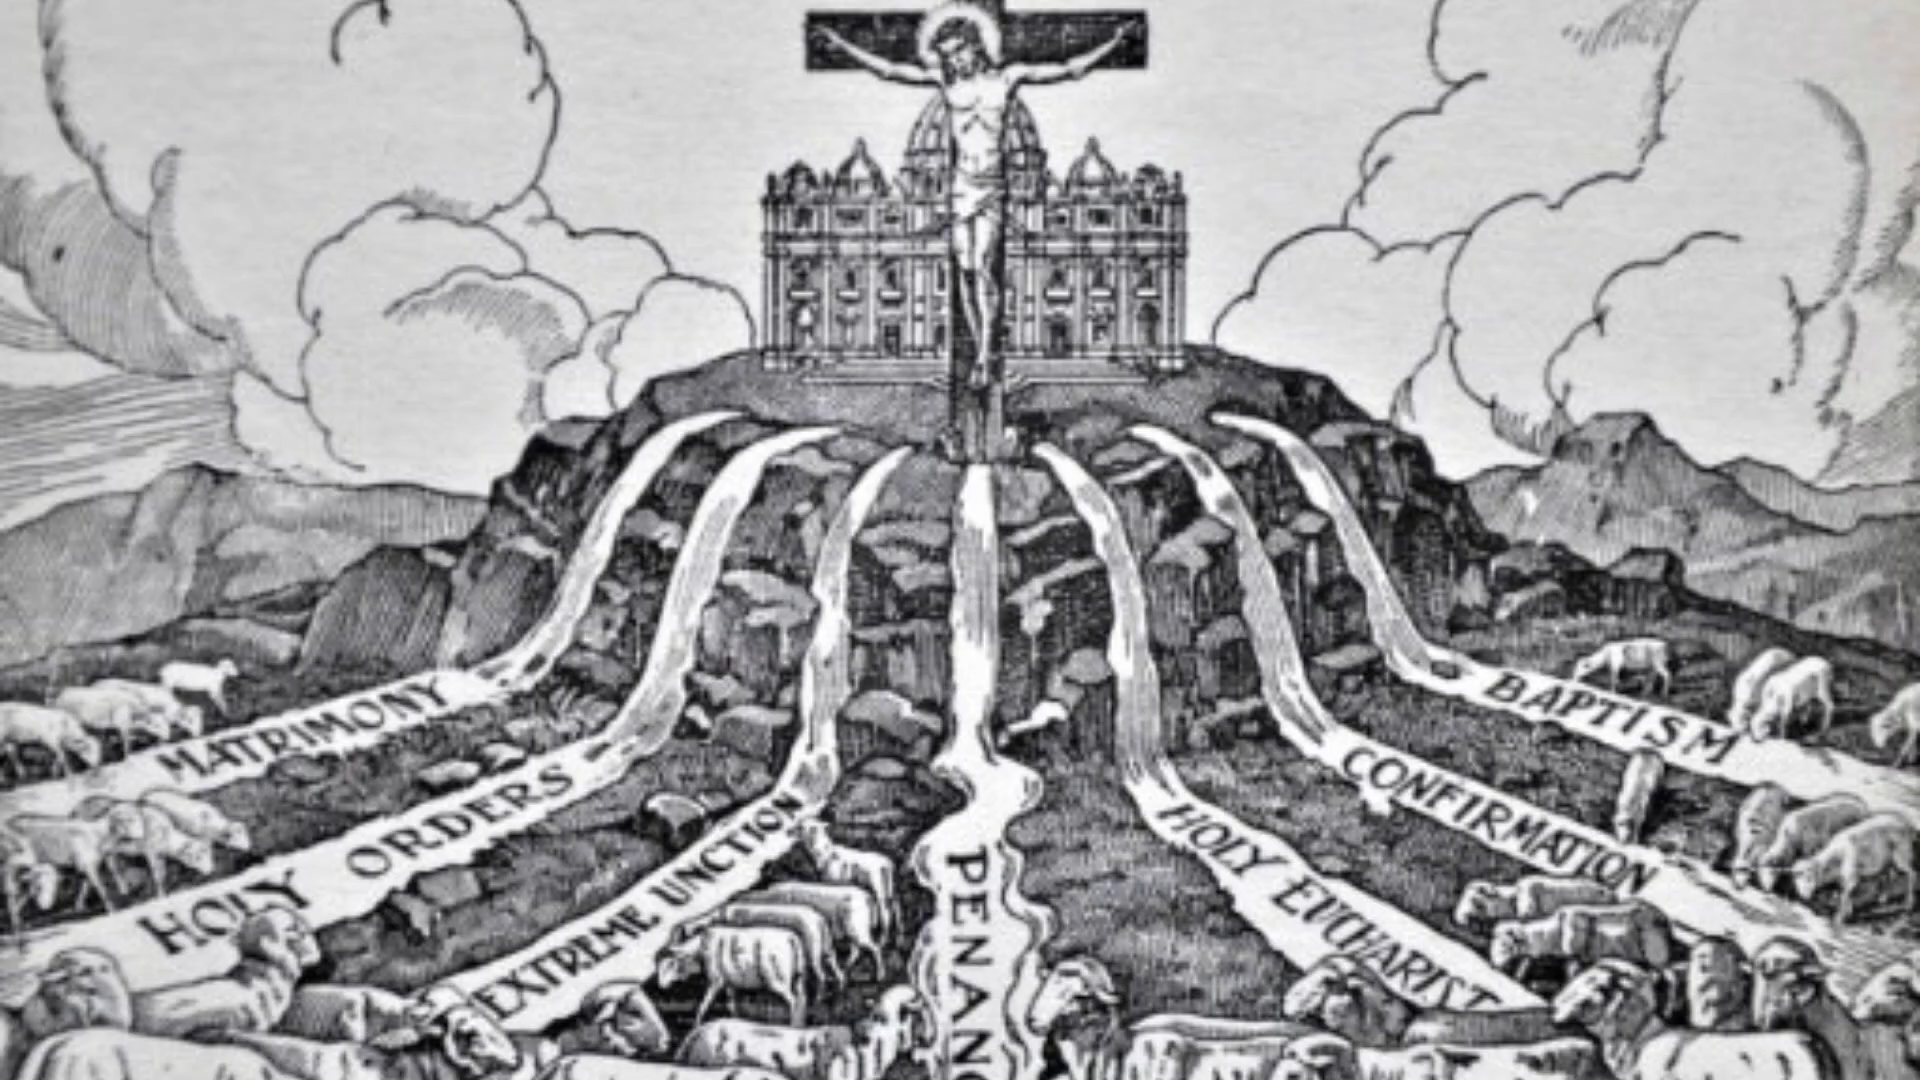 MATRIMONY
HOLY ORDERS
EXTREME UNCTION
PENANC
HOLY EUCHARIST
CONFIRMATION
BAPTISM